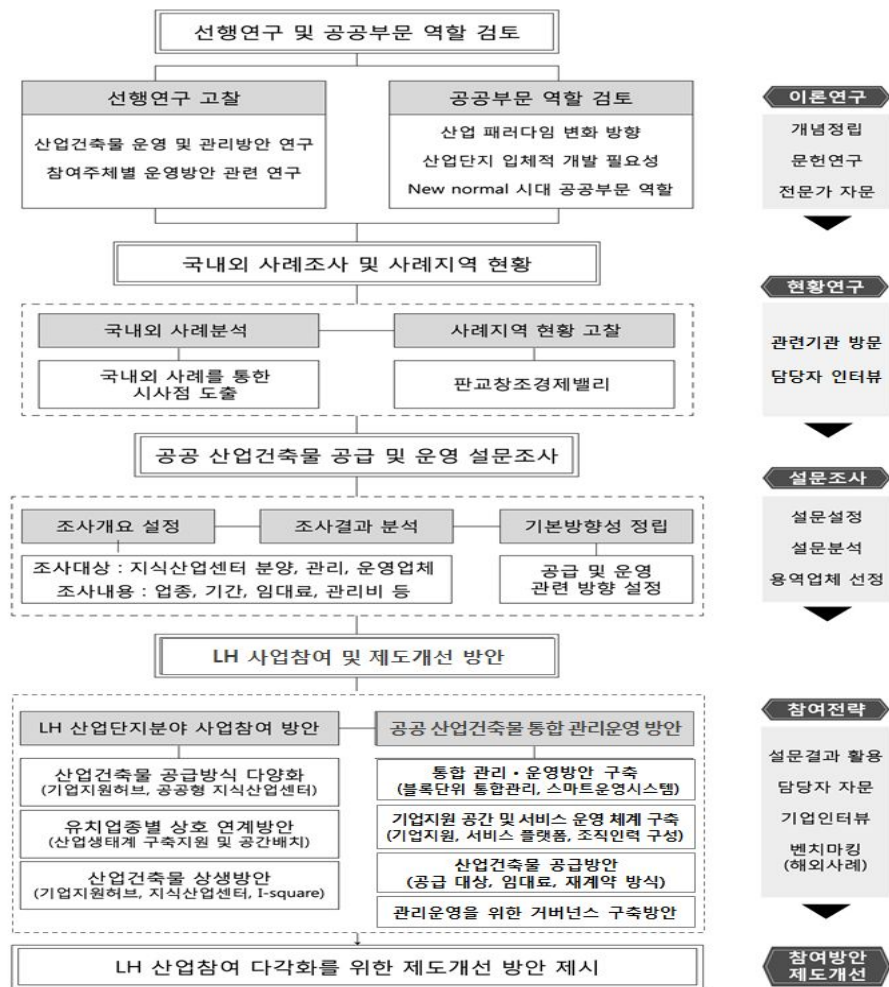 선행연구 및 공공부문 역할 검토
선행연구 고찰
산업건축물 운영 및 관리방안 연구
참여주체별 운영방안 관련 연구
공공부문 역할 검토
산업 패러다임 변화 방향
산업단지 입체적 개발 필요성
New normal 시대 공공부문 역할
이론연구
개념정립
문헌연구
전문가 자문
국내외 사례조사 및 사례지역 현황
국내외 사례분석
국내외 사례를 통한
시사점 도출
사례지역 현황 고찰
판교창조경제밸리
현황연구
관련기관 방문
담당자 인터뷰
공공 산업건축물 공급 및 운영 설문조사
조사개요 설정
조사결과 분석
기본방향성 정립
조사대상 : 지식산업센터 분양, 관리, 운영업체
조사내용 : 업종, 기간, 임대료, 관리비 등
공급 및 운영
관련 방향 설정
설문조사
설문설정
설문분석
용역업체 선정
LH 사업참여 및 제도개선 방안
LH 산업단지분야 사업참여 방안
산업건축물 공급방식 다양화
(기업지원허브, 공공형 지식산업센터)
유치업종별 상호 연계방안
(산업생태계 구축지원 및 공간배치)
산업건축물 상생방안
(기업지원허브, 지식산업센터, I-square)
공공 산업건축물 통합 관리운영 방안
통합 관리・운영방안 구축
(블록단위 통합관리, 스마트운영시스템)
기업지원 공간 및 서비스 운영 체계 구축
(기업지원, 서비스 플랫폼, 조직인력 구성)
산업건축물 공급방안
(공급 대상, 임대료, 재계약 방식)
관리운영을 위한 거버넌스 구축방안
참여전략
설문결과 활용
담당자 자문
기업인터뷰
벤치마킹
(해외사례)
LH 산업참여 다각화를 위한 제도개선 방안 제시
참여방안
제도개선